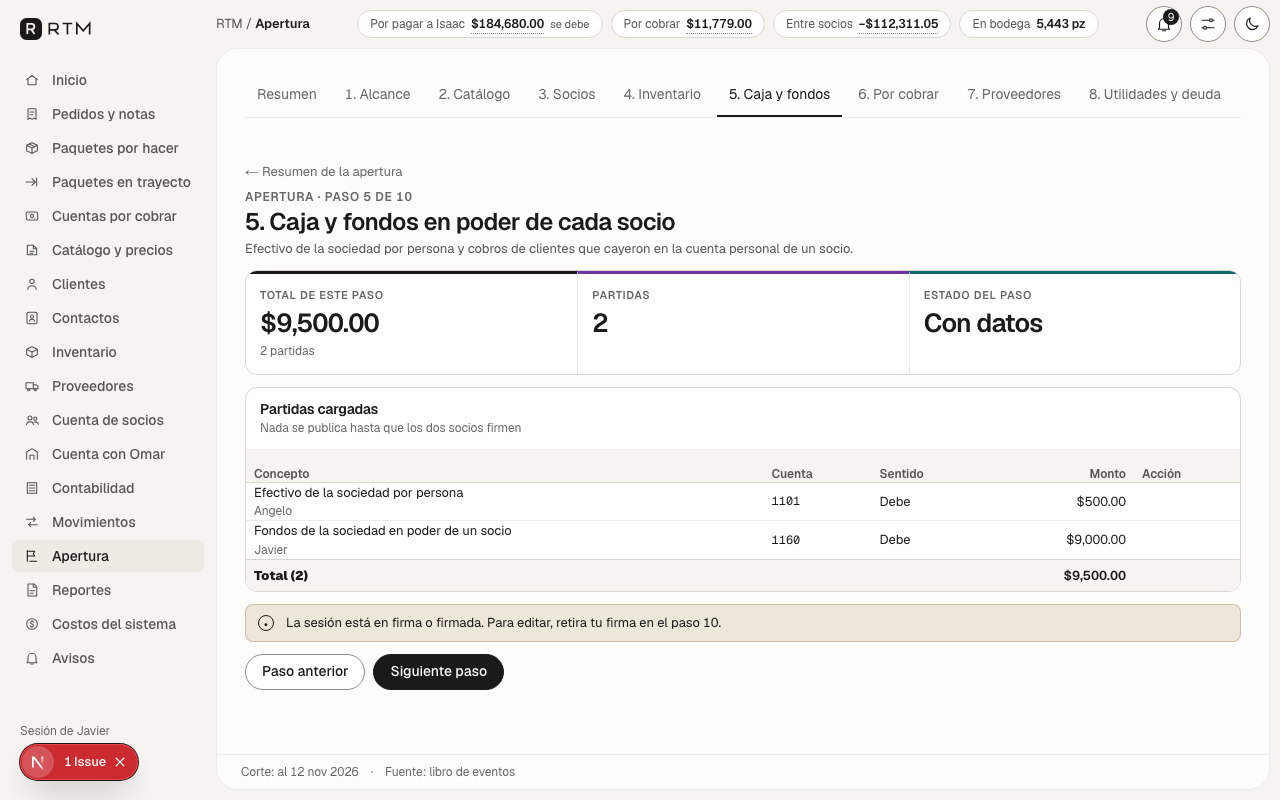 R RTM
Inicio
Pedidos y notas
Paquetes por hacer
Paquetes en trayecto
Cuentas por cobrar
Catálogo y precios
Clientes
Contactos
Inventario
Proveedores
Cuenta de socios
Cuenta con Omar
Contabilidad
Movimientos
Apertura
Reportes
Costos del sistema
Avisos
Sesión de Javier
N 1 Issue
RTM / Apertura
Por pagar a Isaac $184,680.00 se debe
Por cobrar $11,779.00
Entre socios −$112,311.05
En bodega 5,443 pz
9
Resumen 1. Alcance 2. Catálogo 3. Socios 4. Inventario 5. Caja y fondos 6. Por cobrar 7. Proveedores 8. Utilidades y deuda
← Resumen de la apertura
APERTURA · PASO 5 DE 10
5. Caja y fondos en poder de cada socio
Efectivo de la sociedad por persona y cobros de clientes que cayeron en la cuenta personal de un socio.
TOTAL DE ESTE PASO
$9,500.00
2 partidas
PARTIDAS
2
ESTADO DEL PASO
Con datos
Partidas cargadas
Nada se publica hasta que los dos socios firmen
Concepto Cuenta Sentido Monto Acción
Efectivo de la sociedad por persona 1101 Debe $500.00
Angelo
Fondos de la sociedad en poder de un socio 1160 Debe $9,000.00
Javier
Total (2) $9,500.00
La sesión está en firma o firmada. Para editar, retira tu firma en el paso 10.
Paso anterior Siguiente paso
Corte: al 12 nov 2026 · Fuente: libro de eventos